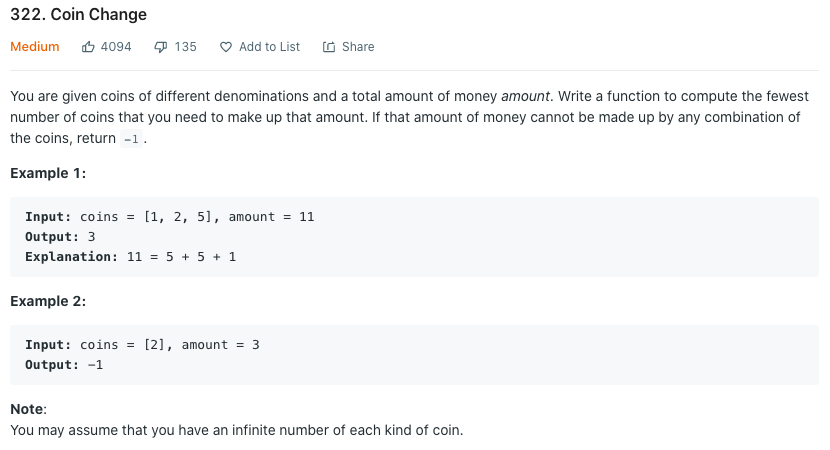 322. Coin Change
Medium 4094 135 Add to List Share
You are given coins of different denominations and a total amount of money amount. Write a function to compute the fewest
number of coins that you need to make up that amount. If that amount of money cannot be made up by any combination of
the coins, return -1.
Example 1:
Input: coins = [1, 2, 5], amount = 11
Output: 3
Explanation: 11 = 5 + 5 + 1
Example 2:
Input: coins = [2], amount = 3
Output: -1
Note:
You may assume that you have an infinite number of each kind of coin.